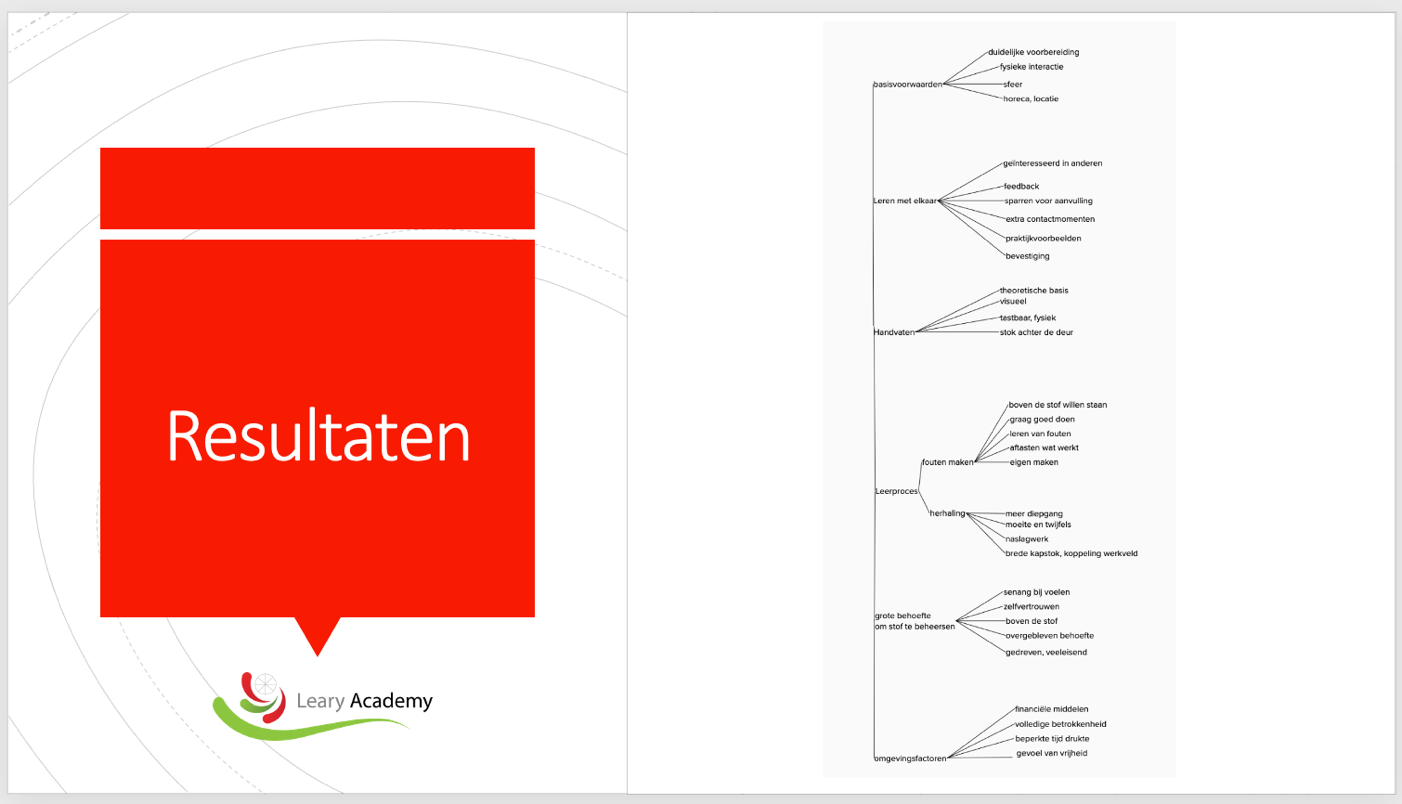 Resultaten
Leary Academy
basisvoorwaarden
duidelijke voorbereiding
fysieke interactie
sfeer
horeca, locatie
Leren met elkaar
geïnteresseerd in anderen
feedback
sparren voor aanvulling
extra contactmomenten
praktijkvoorbeelden
bevestiging
Handvaten
theoretische basis
visueel
tastbaar, fysiek
stok achter de deur
Leerproces
fouten maken
boven de stof willen staan
graag goed doen
leren van fouten
aftasten wat werkt
eigen maken
herhaling
meer diepgang
moeite en twijfels
naslagwerk
brede kapstok, koppeling werkveld
grote behoefte
om stof te beheersen
senang bij voelen
zelfvertrouwen
boven de stof
overgebleven behoefte
gedreven, veeleisend
omgevingsfactoren
financiële middelen
volledige betrokkenheid
beperkte tijd drukte
gevoel van vrijheid